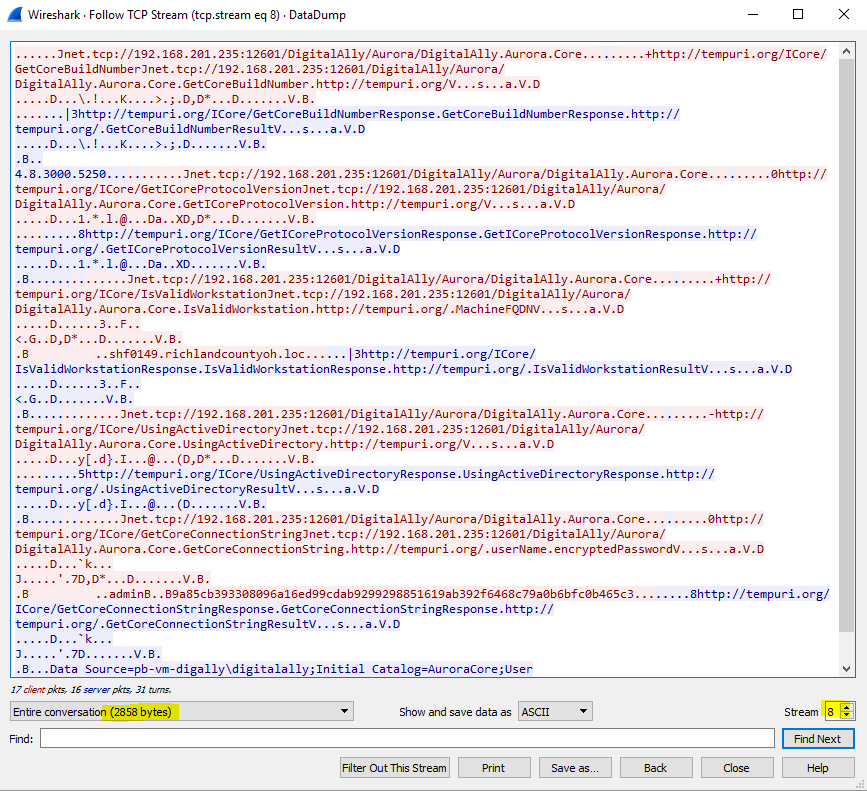 Wireshark · Follow TCP Stream (tcp.stream eq 8) · DataDump
......Jnet.tcp://192.168.201.235:12601/DigitalAlly/Aurora/DigitalAlly.Aurora.Core.........+http://tempuri.org/ICore/
GetCoreBuildNumberJnet.tcp://192.168.201.235:12601/DigitalAlly/Aurora/
DigitalAlly.Aurora.Core.GetCoreBuildNumber.http://tempuri.org/V...s...a.V.D
.....D...\.!...K....>.;.D,D*...D.......V.B.
.......|3http://tempuri.org/ICore/GetCoreBuildNumberResponse.GetCoreBuildNumberResponse.http://
tempuri.org/.GetCoreBuildNumberResultV...s...a.V.D
.....D...\.!...K....>.;.D.......V.B.
.B..
4.8.3000.5250...........Jnet.tcp://192.168.201.235:12601/DigitalAlly/Aurora/DigitalAlly.Aurora.Core.........0http://
tempuri.org/ICore/GetICoreProtocolVersionJnet.tcp://192.168.201.235:12601/DigitalAlly/Aurora/
DigitalAlly.Aurora.Core.GetICoreProtocolVersion.http://tempuri.org/V...s...a.V.D
.....D...1.*.l.@...Da..XD,D*...D.......V.B.
.........8http://tempuri.org/ICore/GetICoreProtocolVersionResponse.GetICoreProtocolVersionResponse.http://
tempuri.org/.GetICoreProtocolVersionResultV...s...a.V.D
.....D...1.*.l.@...Da..XD.......V.B.
.B.............Jnet.tcp://192.168.201.235:12601/DigitalAlly/Aurora/DigitalAlly.Aurora.Core.........+http://
tempuri.org/ICore/IsValidWorkstationJnet.tcp://192.168.201.235:12601/DigitalAlly/Aurora/
DigitalAlly.Aurora.Core.IsValidWorkstation.http://tempuri.org/.MachineFQDNV...s...a.V.D
.....D......3..F..
<.G..D,D*...D.......V.B.
.B ..shf0149.richlandcountyoh.loc......|3http://tempuri.org/ICore/
IsValidWorkstationResponse.IsValidWorkstationResponse.http://tempuri.org/.IsValidWorkstationResultV...s...a.V.D
.....D......3..F..
<.G..D.......V.B.
.B............Jnet.tcp://192.168.201.235:12601/DigitalAlly/Aurora/DigitalAlly.Aurora.Core.........-http://
tempuri.org/ICore/UsingActiveDirectoryJnet.tcp://192.168.201.235:12601/DigitalAlly/Aurora/
DigitalAlly.Aurora.Core.UsingActiveDirectory.http://tempuri.org/V...s...a.V.D
.....D...y[.d}.I...@...(D,D*...D.......V.B.
.........5http://tempuri.org/ICore/UsingActiveDirectoryResponse.UsingActiveDirectoryResponse.http://
tempuri.org/.UsingActiveDirectoryResultV...s...a.V.D
.....D...y[.d}.I...@...(D.......V.B.
.B............Jnet.tcp://192.168.201.235:12601/DigitalAlly/Aurora/DigitalAlly.Aurora.Core.........0http://
tempuri.org/ICore/GetCoreConnectionStringJnet.tcp://192.168.201.235:12601/DigitalAlly/Aurora/
DigitalAlly.Aurora.Core.GetCoreConnectionString.http://tempuri.org/.userName.encryptedPasswordV...s...a.V.D
.....D...`k...
J.....'.7D,D*...D.......V.B.
.B ..adminB..B9a85cb393308096a16ed99cdab9299298851619ab392f6468c79a0b6bfc0b465c3........8http://tempuri.org/
ICore/GetCoreConnectionStringResponse.GetCoreConnectionStringResponse.http://
tempuri.org/.GetCoreConnectionStringResultV...s...a.V.D
.....D...`k...
J.....'.7D.......V.B.
.B...Data Source=pb-vm-digally\digitalally;Initial Catalog=AuroraCore;User
17 client pkts, 16 server pkts, 31 turns.
Entire conversation (2858 bytes) Show and save data as ASCII Stream 8
Find: Find Next
Filter Out This Stream Print Save as... Back Close Help